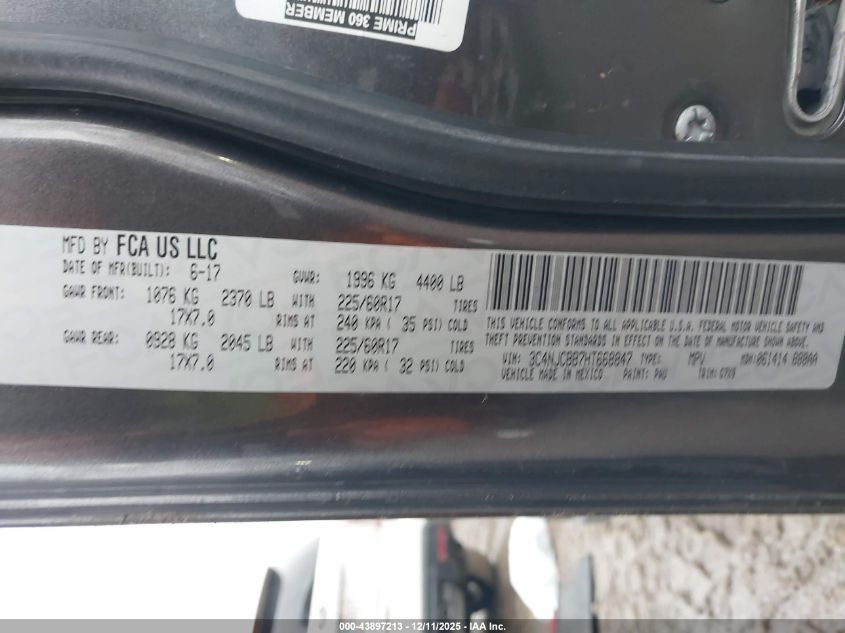 PRIME 360 MEMBER
MFD BY FCA US LLC
DATE OF MFR(BUILT): 6-17 GVWR: 1996 KG 4400 LB
GAWR FRONT: 1076 KG 2370 LB WITH 225/60R17 TIRES
17X7.0 RIMS AT 240 KPA ( 35 PSI) COLD
GAWR REAR: 0928 KG 2045 LB WITH 225/60R17 TIRES
17X7.0 RIMS AT 220 KPA ( 32 PSI) COLD
THIS VEHICLE CONFORMS TO ALL APPLICABLE U.S.A. FEDERAL MOTOR VEHICLE SAFETY AND
THEFT PREVENTION STANDARDS IN EFFECT ON THE DATE OF MANUFACTURE SHOWN ABOVE.
VIN: 3C4NJCBB7HT668847 TYPE: MPV MDH: 061414 888AA
VEHICLE MADE IN MEXICO PAINT: PAU TRIM: G7X9
000-43897213 - 12/11/2025 - IAA, Inc.